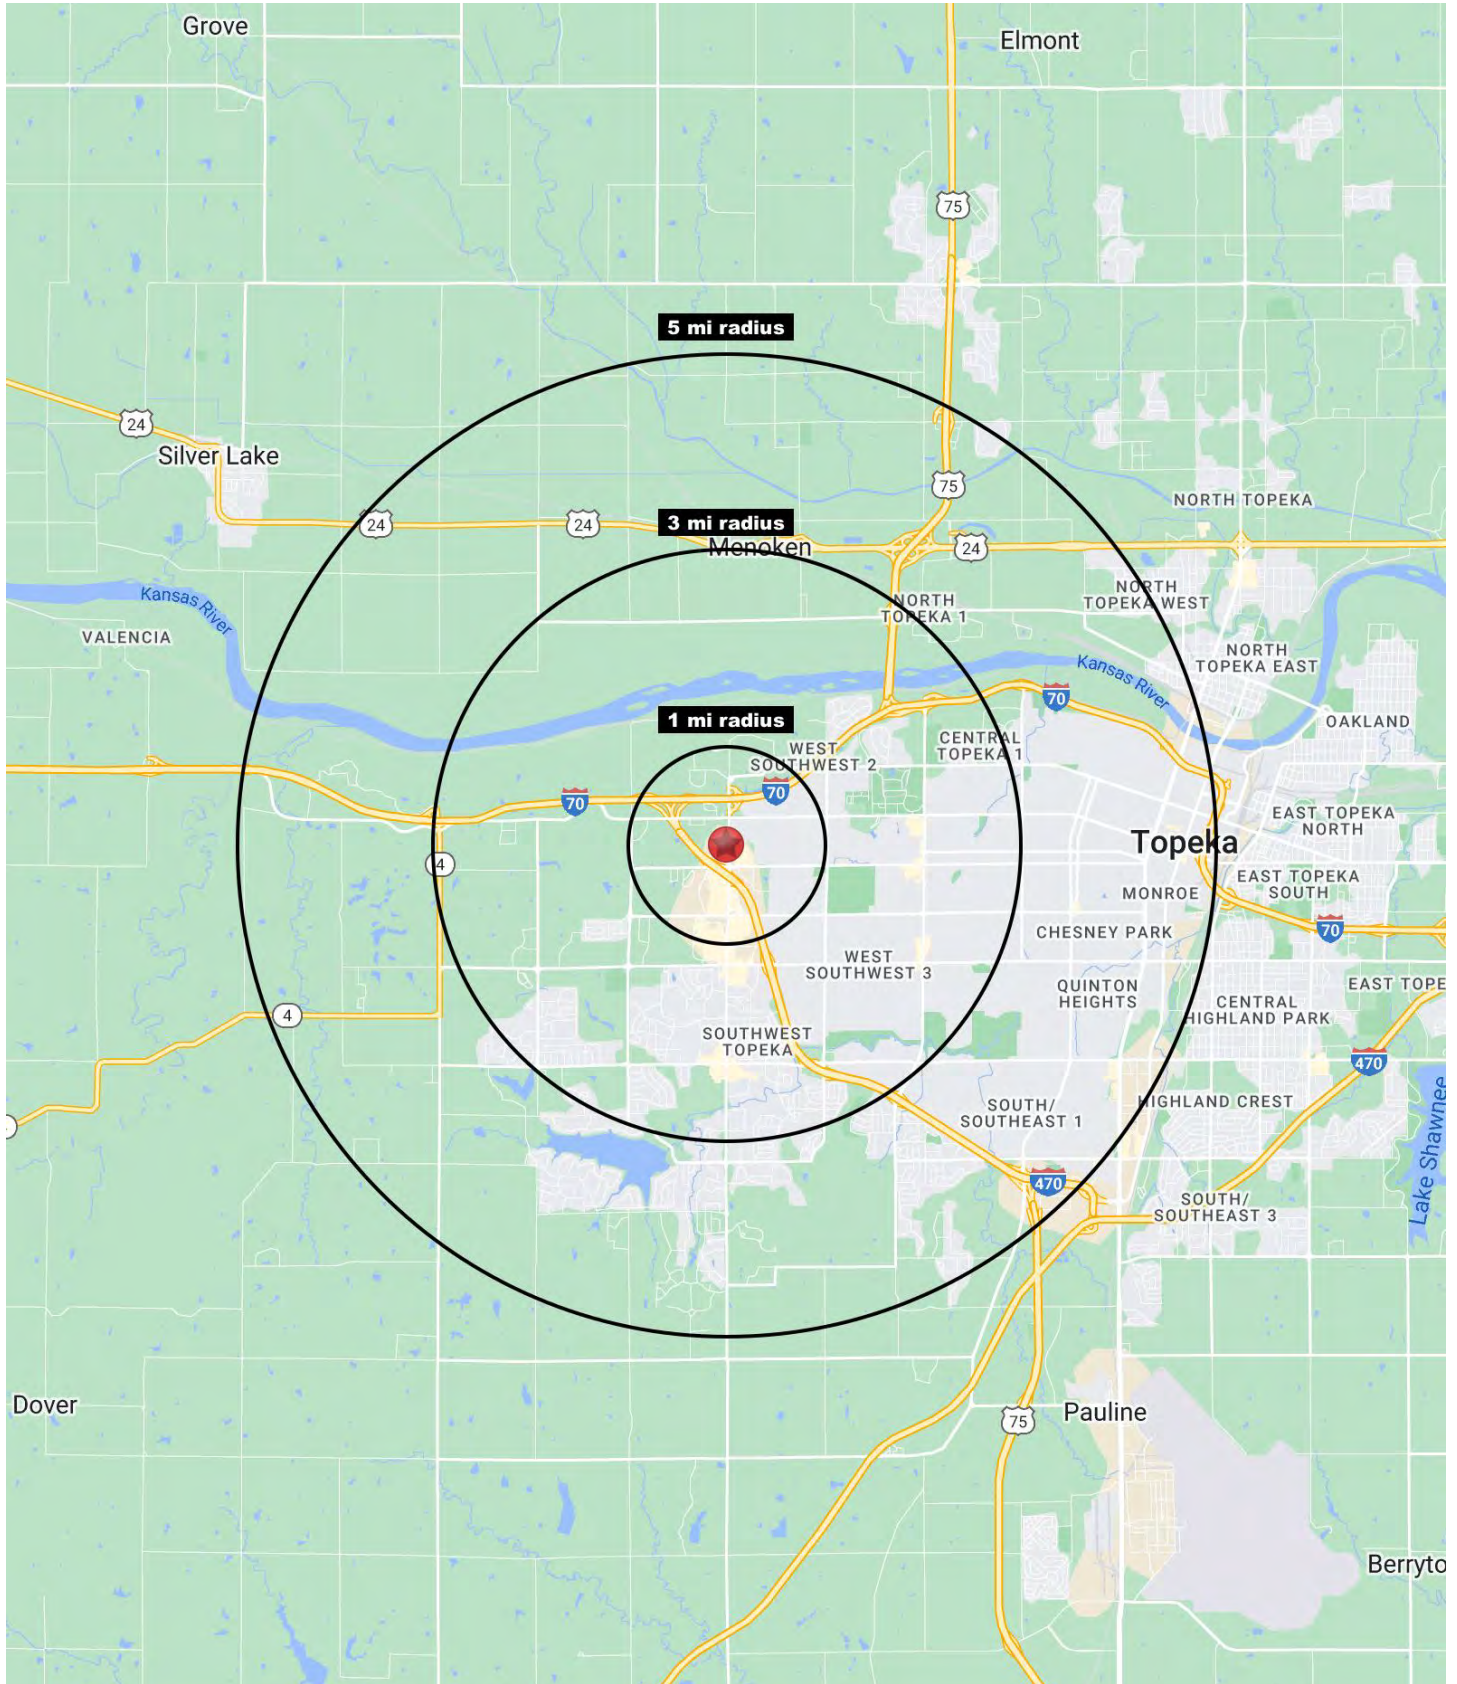 Grove
Elmont
75
5 mi radius
24
Silver Lake
75
NORTH TOPEKA
24
24
3 mi radius
Menoken
24
Kansas River
NORTH
TOPEKA 1
NORTH
TOPEKA WEST
VALENCIA
NORTH
TOPEKA EAST
Kansas River
70
1 mi radius
OAKLAND
WEST
SOUTHWEST 2
CENTRAL
TOPEKA 1
70
70
EAST TOPEKA
NORTH
Topeka
4
EAST TOPEKA
SOUTH
MONROE
CHESNEY PARK
70
WEST
SOUTHWEST 3
QUINTON
HEIGHTS
EAST TOPE
CENTRAL
HIGHLAND PARK
4
SOUTHWEST
TOPEKA
470
SOUTH/
SOUTHEAST 1
HIGHLAND CREST
Lake Shawnee
470
SOUTH/
SOUTHEAST 3
Dover
75
Pauline
Berryto